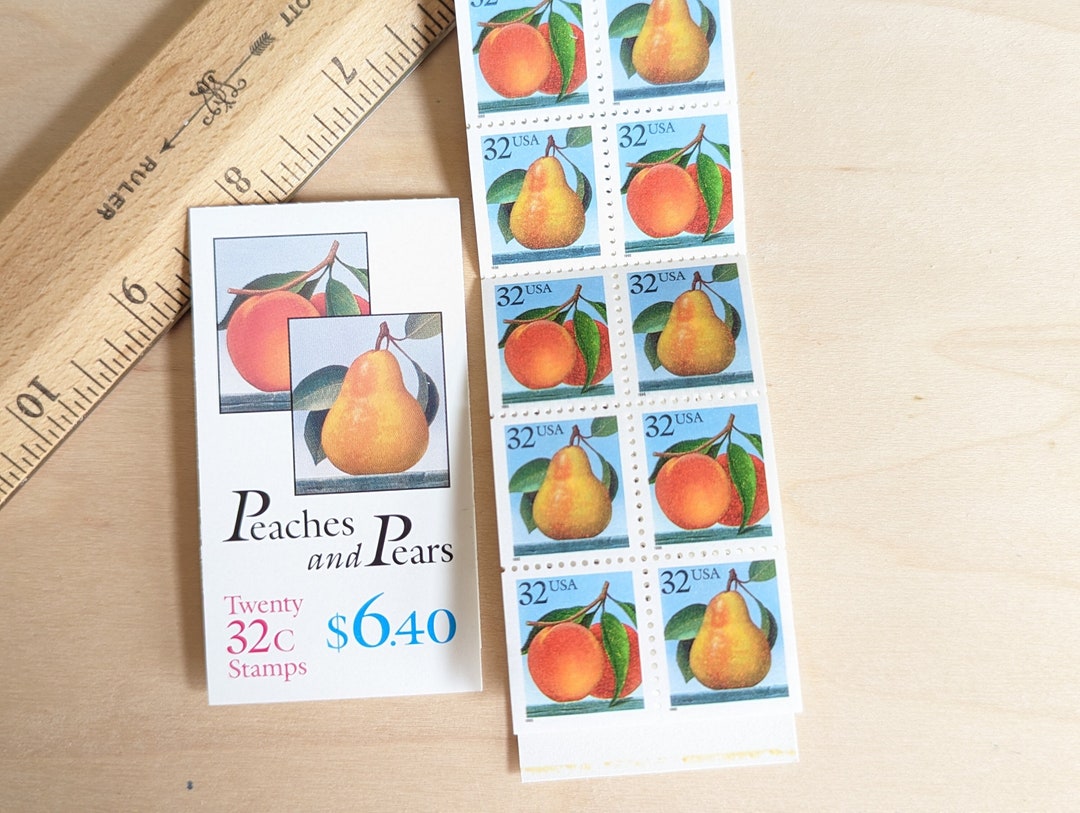 7
8
9
10
RULER
Peaches
and Pears
Twenty
32c
Stamps
$6.40
32
32 USA
32 USA
32 USA
32 USA
32 USA
32 USA
32 USA
32 USA